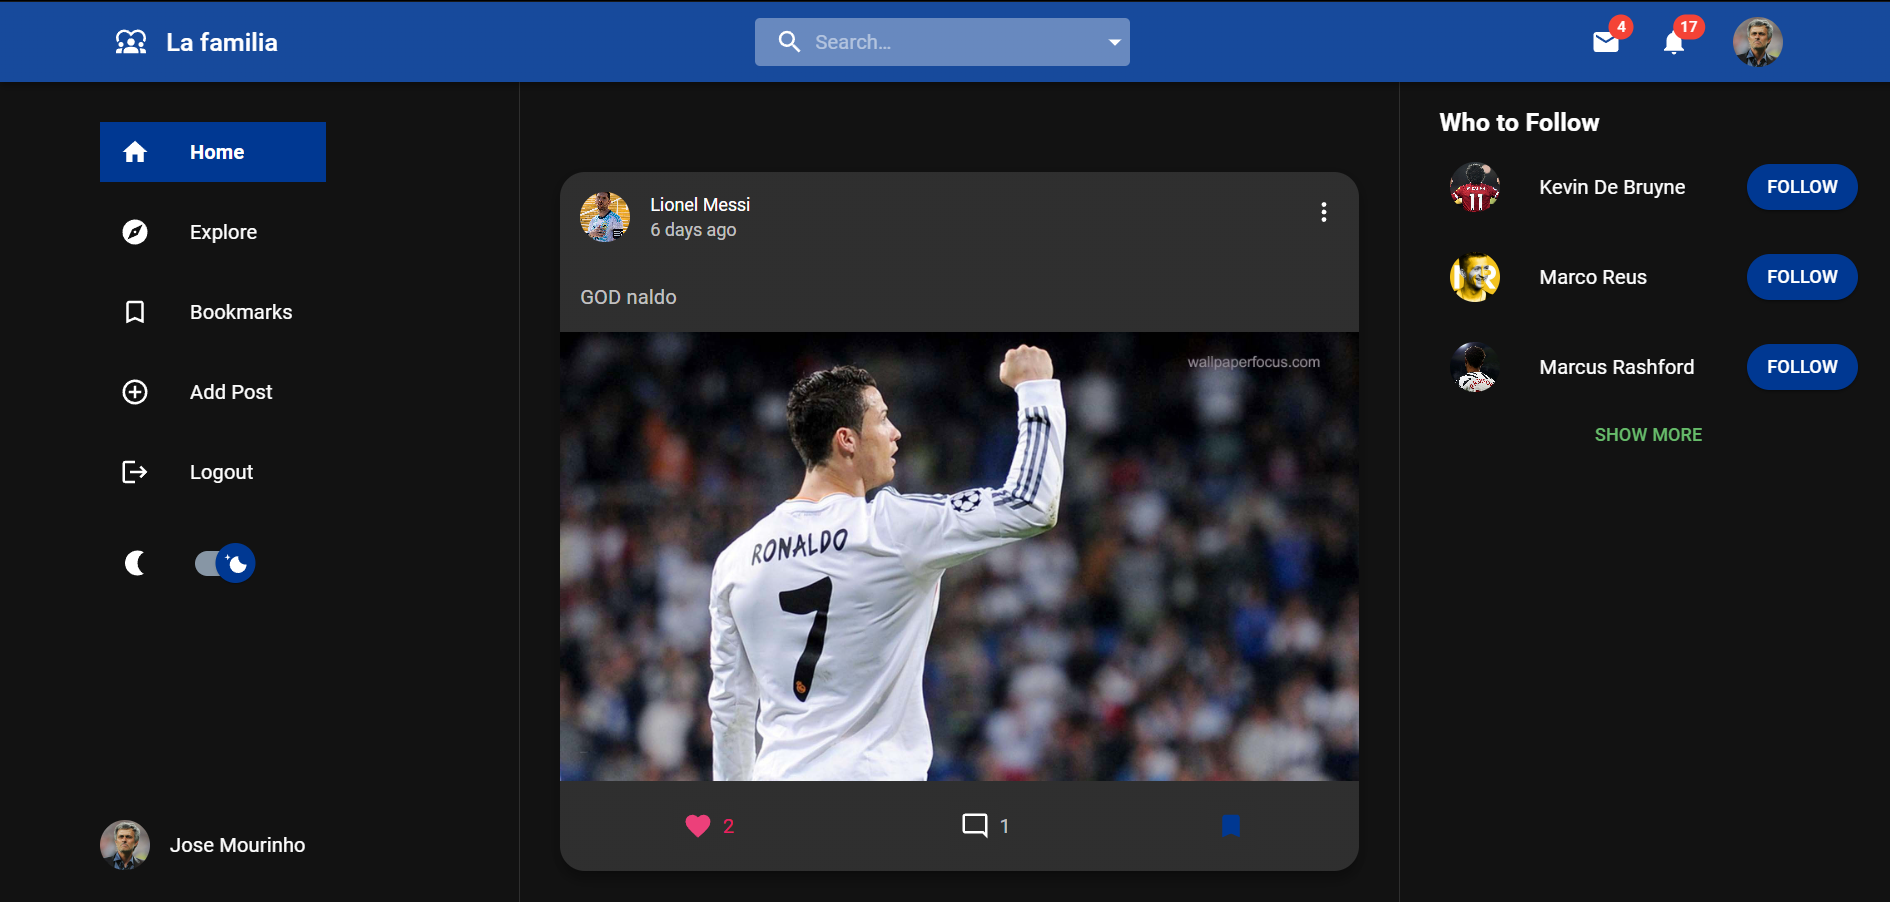 La familia
Search...
4
17
Home
Explore
Bookmarks
Add Post
Logout
Jose Mourinho
Lionel Messi
6 days ago
GOD naldo
wallpaperfocus.com
RONALDO
7
2
1
Who to Follow
Kevin De Bruyne
FOLLOW
11
Marco Reus
FOLLOW
Marcus Rashford
FOLLOW
SHOW MORE